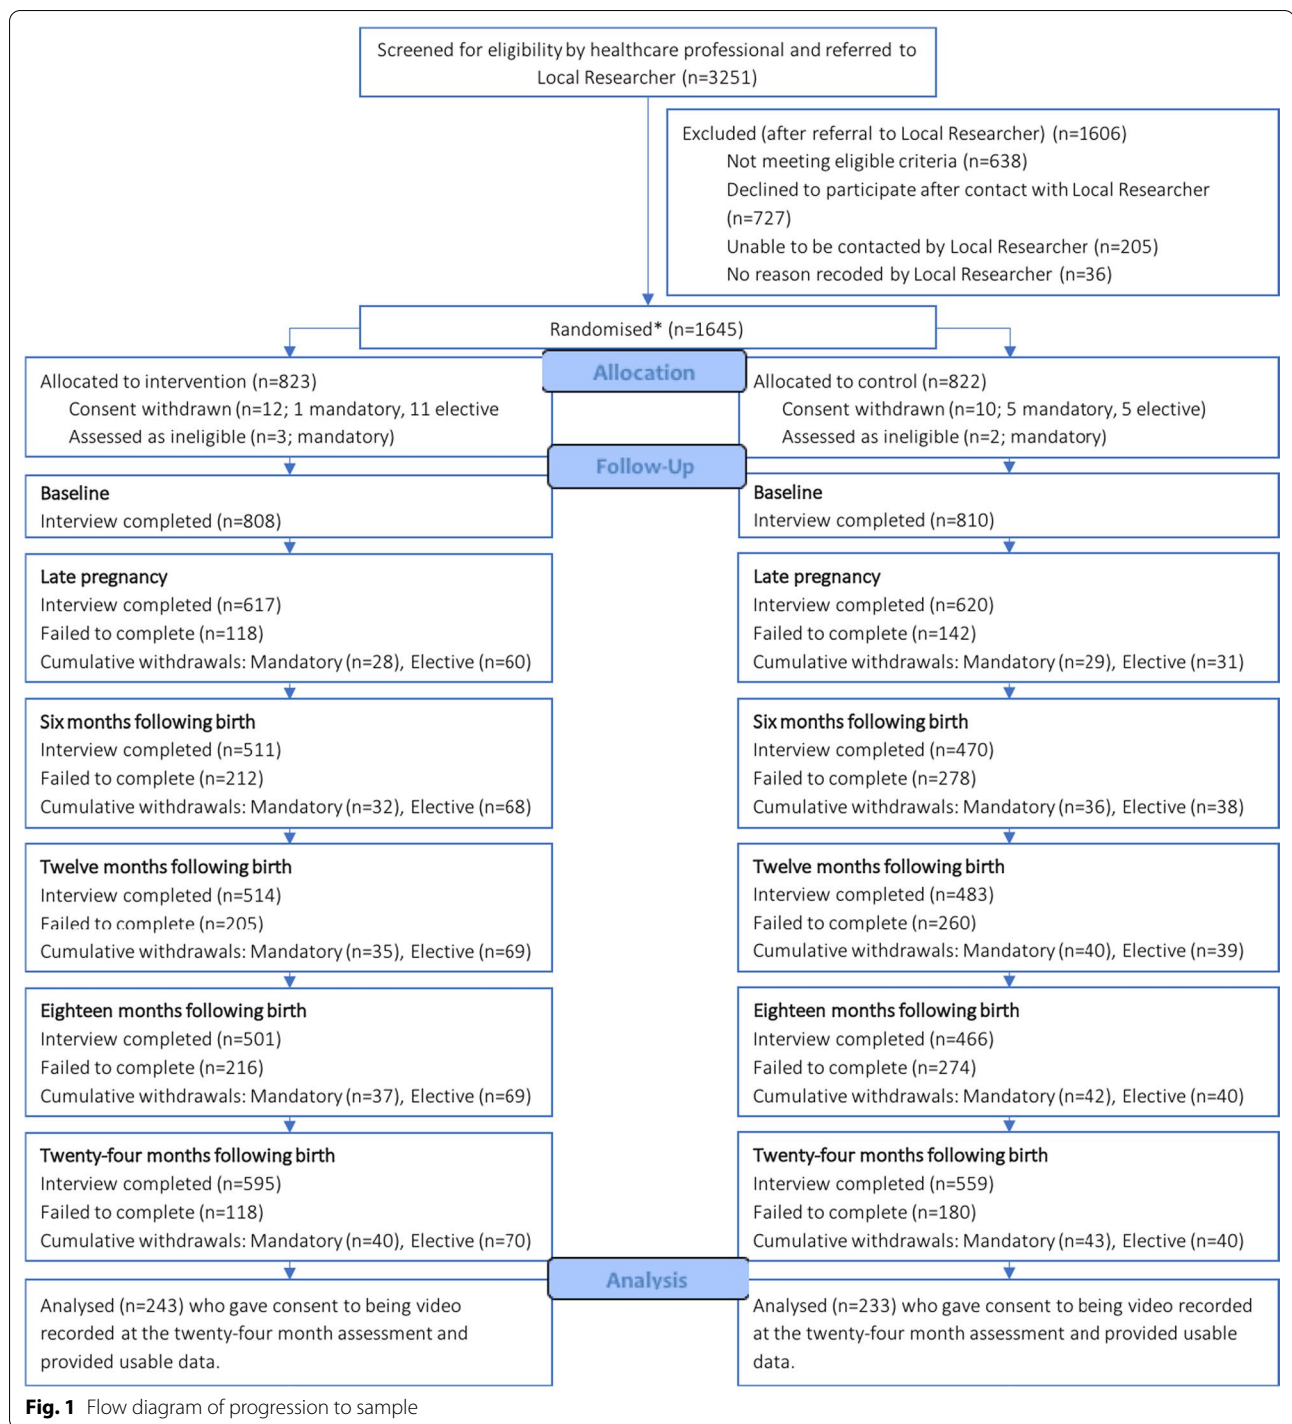 Screened for eligibility by healthcare professional and referred to
Local Researcher (n=3251)
Excluded (after referral to Local Researcher) (n=1606)
Not meeting eligible criteria (n=638)
Declined to participate after contact with Local Researcher
(n=727)
Unable to be contacted by Local Researcher (n=205)
No reason recoded by Local Researcher (n=36)
Randomised* (n=1645)
Allocation
Allocated to intervention (n=823)
Consent withdrawn (n=12; 1 mandatory, 11 elective
Assessed as ineligible (n=3; mandatory)
Allocated to control (n=822)
Consent withdrawn (n=10; 5 mandatory, 5 elective)
Assessed as ineligible (n=2; mandatory)
Follow-Up
Baseline
Interview completed (n=808)
Baseline
Interview completed (n=810)
Late pregnancy
Interview completed (n=617)
Failed to complete (n=118)
Cumulative withdrawals: Mandatory (n=28), Elective (n=60)
Late pregnancy
Interview completed (n=620)
Failed to complete (n=142)
Cumulative withdrawals: Mandatory (n=29), Elective (n=31)
Six months following birth
Interview completed (n=511)
Failed to complete (n=212)
Cumulative withdrawals: Mandatory (n=32), Elective (n=68)
Six months following birth
Interview completed (n=470)
Failed to complete (n=278)
Cumulative withdrawals: Mandatory (n=36), Elective (n=38)
Twelve months following birth
Interview completed (n=514)
Failed to complete (n=205)
Cumulative withdrawals: Mandatory (n=35), Elective (n=69)
Twelve months following birth
Interview completed (n=483)
Failed to complete (n=260)
Cumulative withdrawals: Mandatory (n=40), Elective (n=39)
Eighteen months following birth
Interview completed (n=501)
Failed to complete (n=216)
Cumulative withdrawals: Mandatory (n=37), Elective (n=69)
Eighteen months following birth
Interview completed (n=466)
Failed to complete (n=274)
Cumulative withdrawals: Mandatory (n=42), Elective (n=40)
Twenty-four months following birth
Interview completed (n=595)
Failed to complete (n=118)
Cumulative withdrawals: Mandatory (n=40), Elective (n=70)
Twenty-four months following birth
Interview completed (n=559)
Failed to complete (n=180)
Cumulative withdrawals: Mandatory (n=43), Elective (n=40)
Analysis
Analysed (n=243) who gave consent to being video
recorded at the twenty-four month assessment and
provided usable data.
Analysed (n=233) who gave consent to being video recorded
at the twenty-four month assessment and provided usable
data.
Fig. 1 Flow diagram of progression to sample